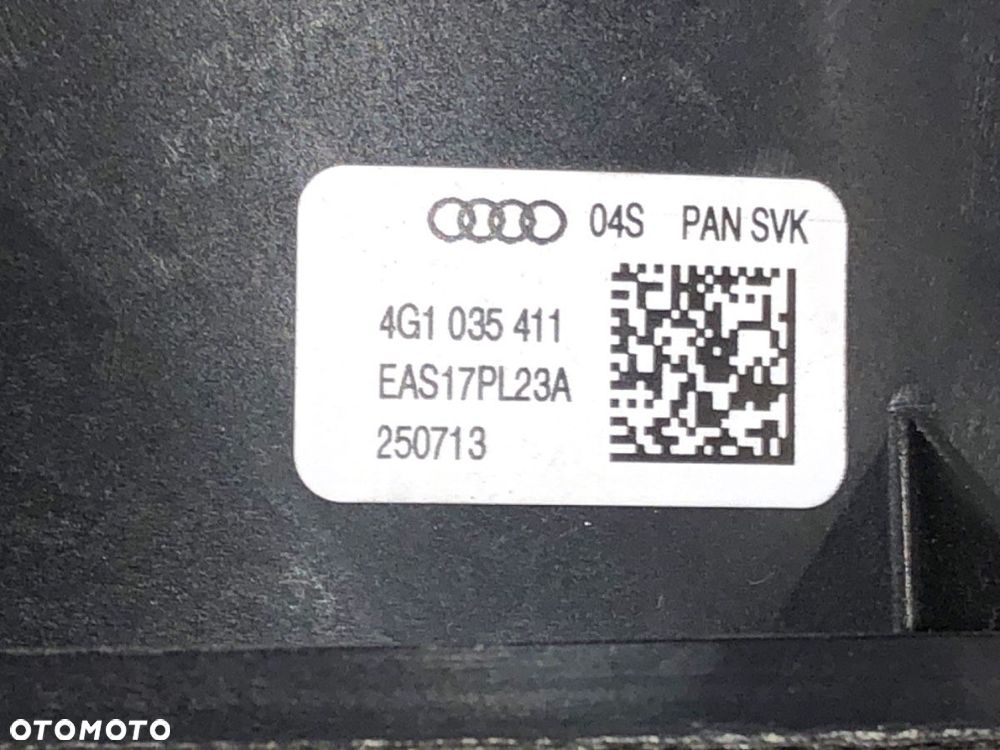 04S PAN SVK
4G1 035 411
EAS17PL23A
250713
OTOMOTO